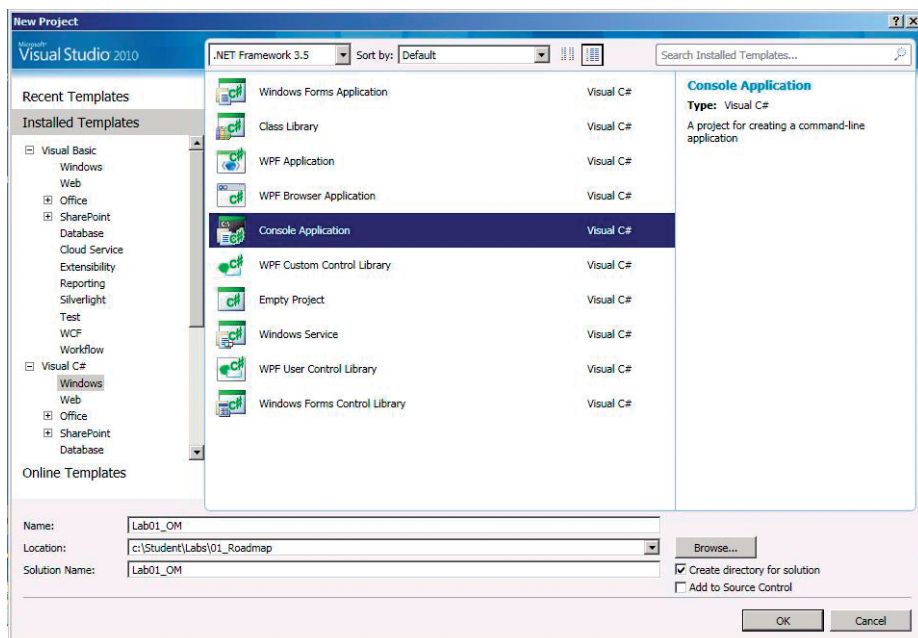 New Project
Microsoft
Visual Studio 2010
.NET Framework 3.5
Sort by: Default
Search Installed Templates...
Recent Templates
Installed Templates
Visual Basic
Windows
Web
Office
SharePoint
Database
Cloud Service
Extensibility
Reporting
Silverlight
Test
WCF
Workflow
Visual C#
Windows
Web
Office
SharePoint
Database
Online Templates
Windows Forms Application Visual C#
Class Library Visual C#
WPF Application Visual C#
WPF Browser Application Visual C#
Console Application Visual C#
WPF Custom Control Library Visual C#
Empty Project Visual C#
Windows Service Visual C#
WPF User Control Library Visual C#
Windows Forms Control Library Visual C#
Console Application
Type: Visual C#
A project for creating a command-line
application
Name: Lab01_OM
Location: c:\Student\Labs\01_Roadmap
Browse...
Solution Name: Lab01_OM
Create directory for solution
Add to Source Control
OK
Cancel